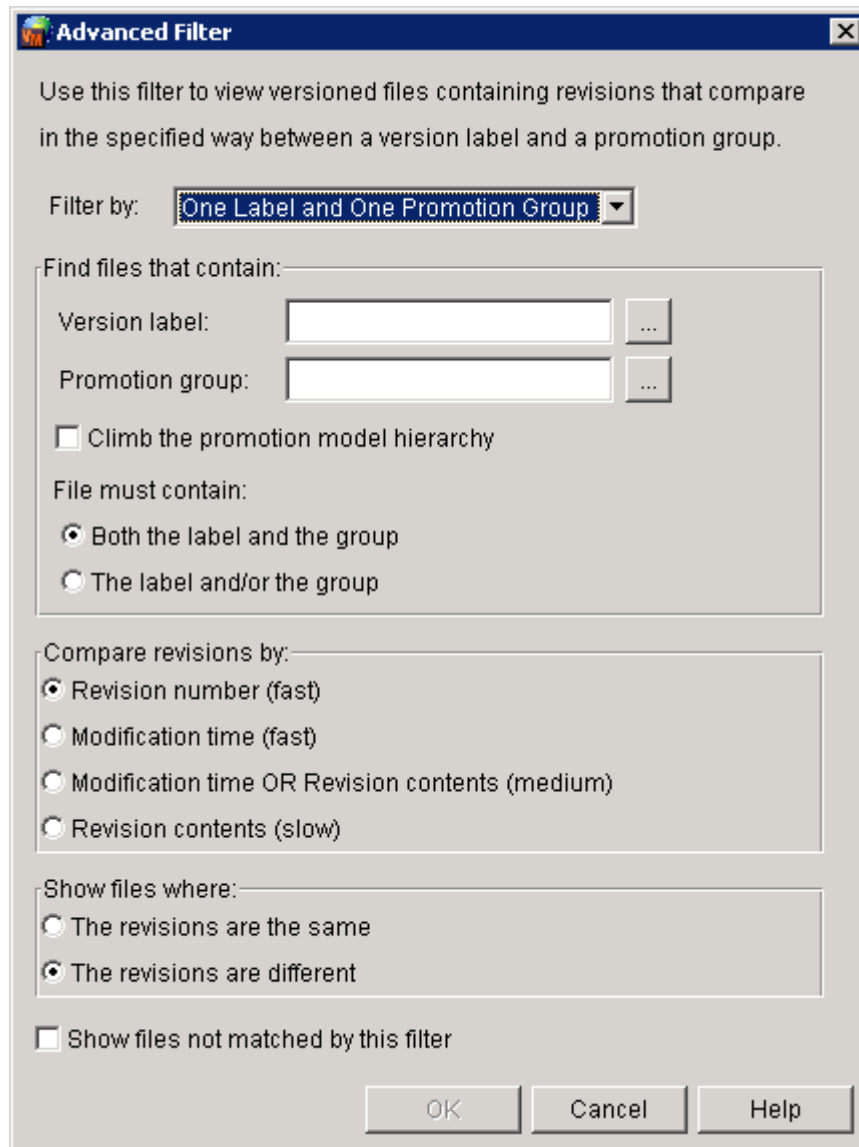 Advanced Filter
Use this filter to view versioned files containing revisions that compare
in the specified way between a version label and a promotion group.
Filter by: One Label and One Promotion Group
Find files that contain:
Version label: ...
Promotion group: ...
Climb the promotion model hierarchy
File must contain:
Both the label and the group
The label and/or the group
Compare revisions by:
Revision number (fast)
Modification time (fast)
Modification time OR Revision contents (medium)
Revision contents (slow)
Show files where:
The revisions are the same
The revisions are different
Show files not matched by this filter
OK Cancel Help